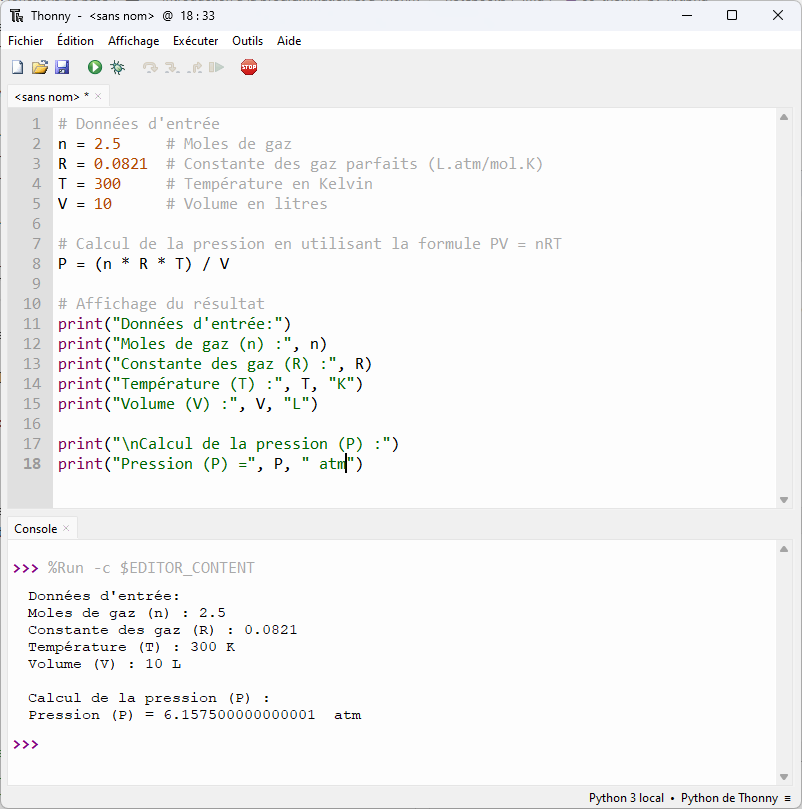 Thonny - <sans nom> @ 18 : 33
Fichier Édition Affichage Exécuter Outils Aide
STOP
<sans nom> * ×
1 # Données d'entrée
2 n = 2.5 # Moles de gaz
3 R = 0.0821 # Constante des gaz parfaits (L.atm/mol.K)
4 T = 300 # Température en Kelvin
5 V = 10 # Volume en litres
6
7 # Calcul de la pression en utilisant la formule PV = nRT
8 P = (n * R * T) / V
9
10 # Affichage du résultat
11 print("Données d'entrée:")
12 print("Moles de gaz (n) :", n)
13 print("Constante des gaz (R) :", R)
14 print("Température (T) :", T, "K")
15 print("Volume (V) :", V, "L")
16
17 print("\nCalcul de la pression (P) :")
18 print("Pression (P) =", P, " atm")
Console ×
>>> %Run -c $EDITOR_CONTENT
Données d'entrée:
Moles de gaz (n) : 2.5
Constante des gaz (R) : 0.0821
Température (T) : 300 K
Volume (V) : 10 L
Calcul de la pression (P) :
Pression (P) = 6.157500000000001  atm
>>>
Python 3 local • Python de Thonny ≡